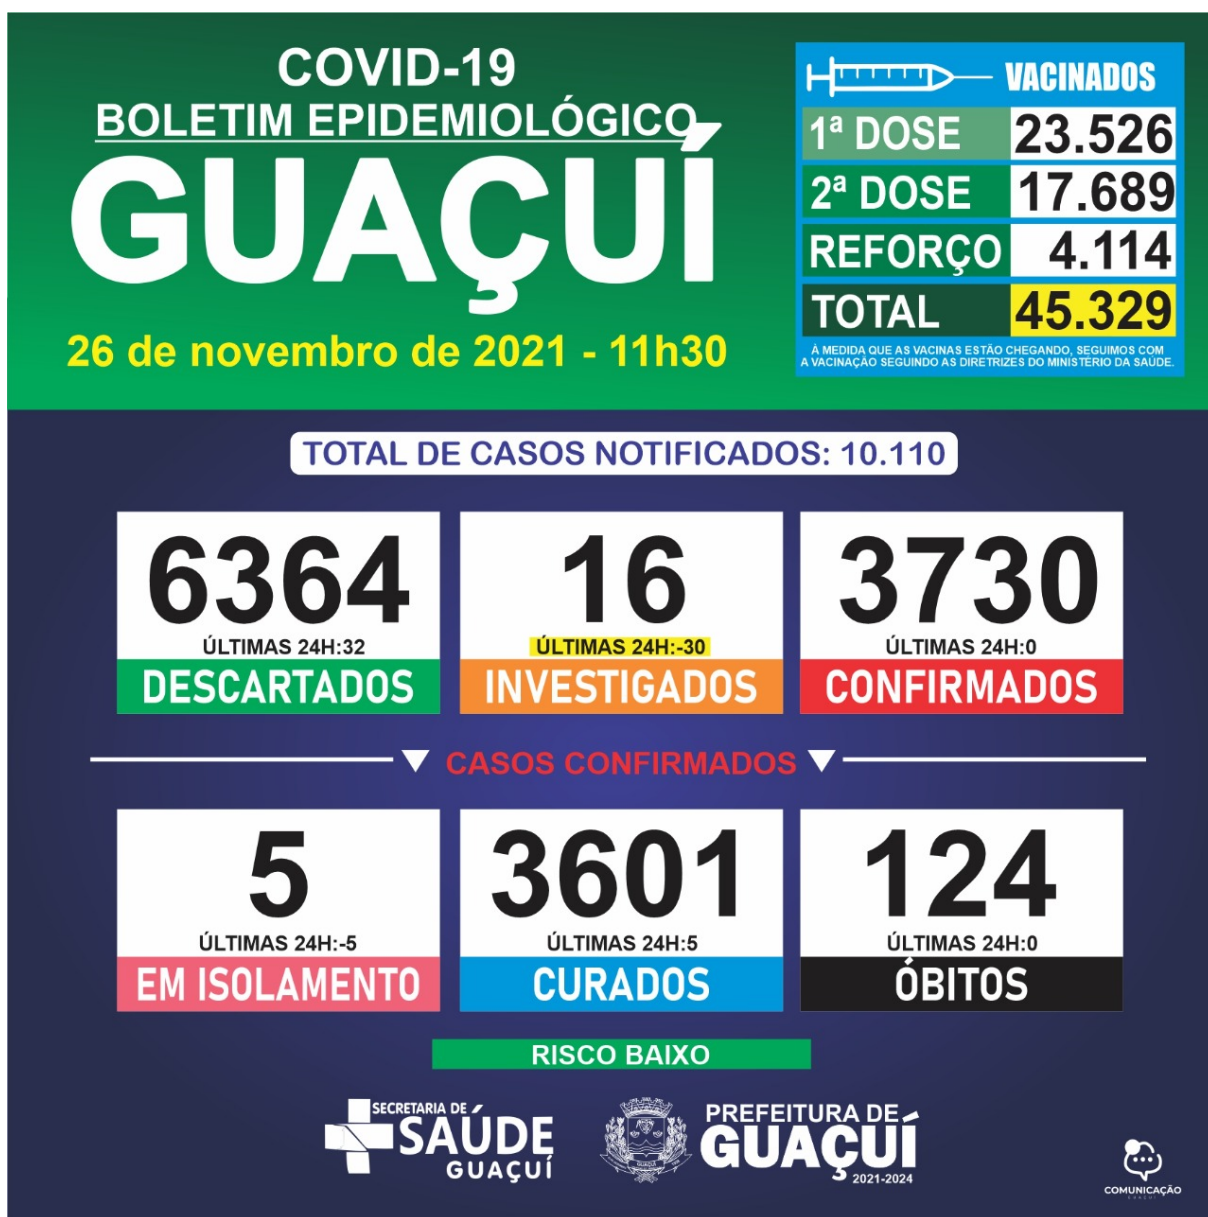 COVID-19
BOLETIM EPIDEMIOLÓGICO
GUAÇUÍ
26 de novembro de 2021 - 11h30
VACINADOS
1ª DOSE 23.526
2ª DOSE 17.689
REFORÇO 4.114
TOTAL 45.329
À MEDIDA QUE AS VACINAS ESTÃO CHEGANDO, SEGUIMOS COM
A VACINAÇÃO SEGUINDO AS DIRETRIZES DO MINISTÉRIO DA SAÚDE.
TOTAL DE CASOS NOTIFICADOS: 10.110
6364
ÚLTIMAS 24H:32
DESCARTADOS
16
ÚLTIMAS 24H:-30
INVESTIGADOS
3730
ÚLTIMAS 24H:0
CONFIRMADOS
CASOS CONFIRMADOS
5
ÚLTIMAS 24H:-5
EM ISOLAMENTO
3601
ÚLTIMAS 24H:5
CURADOS
124
ÚLTIMAS 24H:0
ÓBITOS
RISCO BAIXO
SECRETARIA DE
SAÚDE
GUAÇUÍ
PREFEITURA DE
GUAÇUÍ
2021-2024
COMUNICAÇÃO